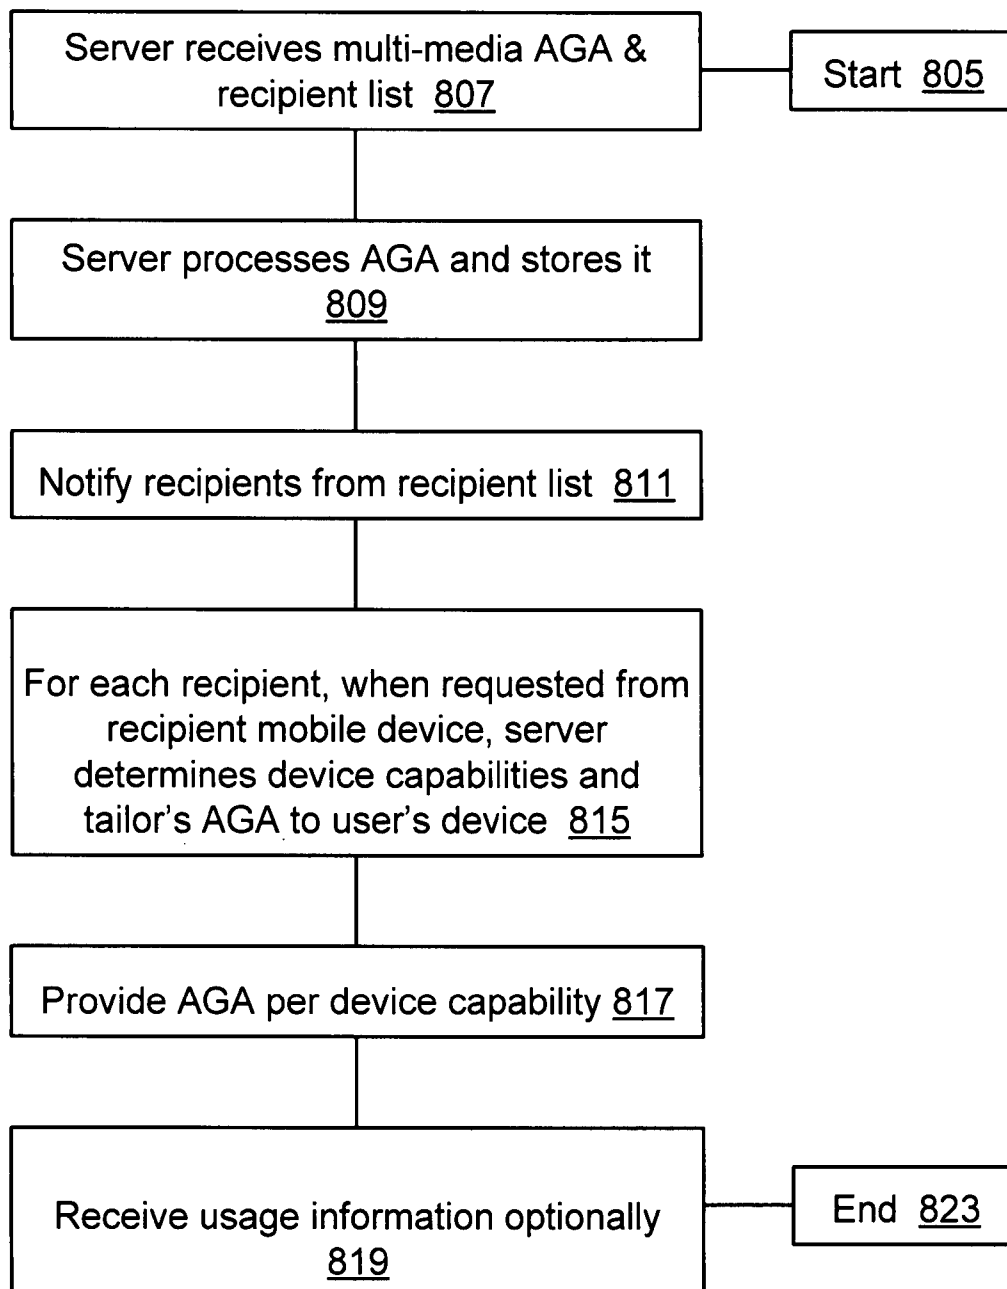 Server receives multi-media AGA &
recipient list 807
Start 805
Server processes AGA and stores it
809
Notify recipients from recipient list 811
For each recipient, when requested from
recipient mobile device, server
determines device capabilities and
tailor's AGA to user's device 815
Provide AGA per device capability 817
Receive usage information optionally
819
End 823